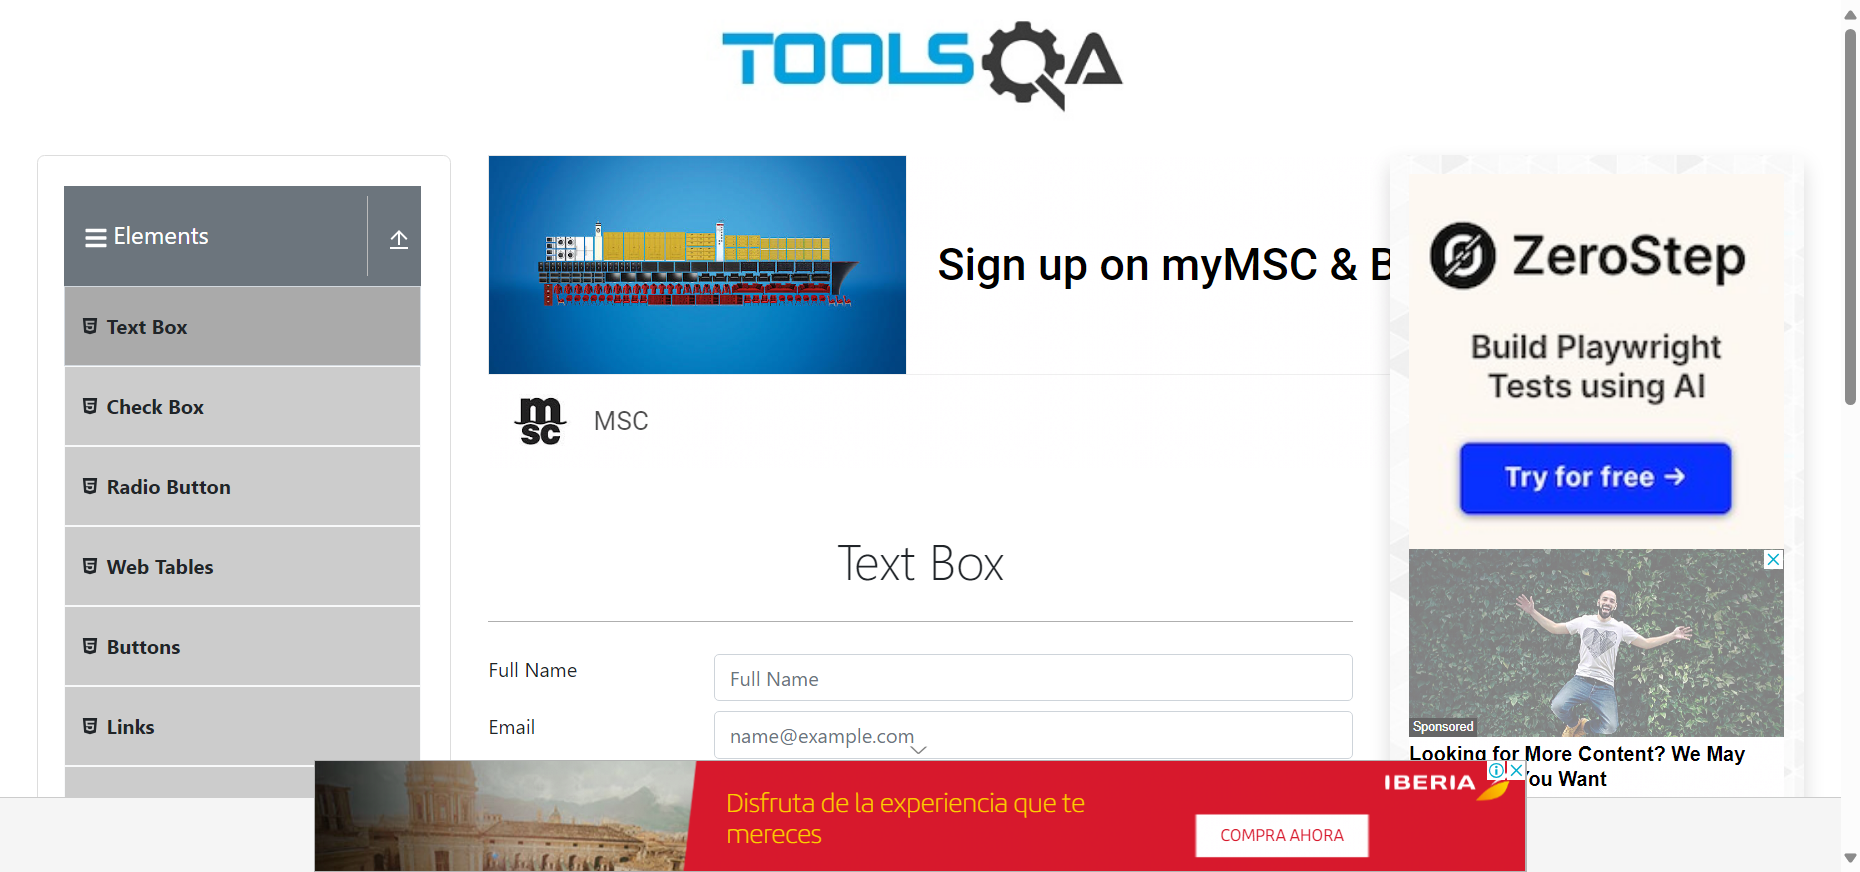 TOOLSQA
Elements
Text Box
Check Box
Radio Button
Web Tables
Buttons
Links
Sign up on myMSC & B
msc
MSC
Text Box
Full Name
Full Name
Email
name@example.com
ZeroStep
Build Playwright
Tests using AI
Try for free →
Sponsored
Looking for More Content? We May
You Want
Disfruta de la experiencia que te
mereces
IBERIA
COMPRA AHORA